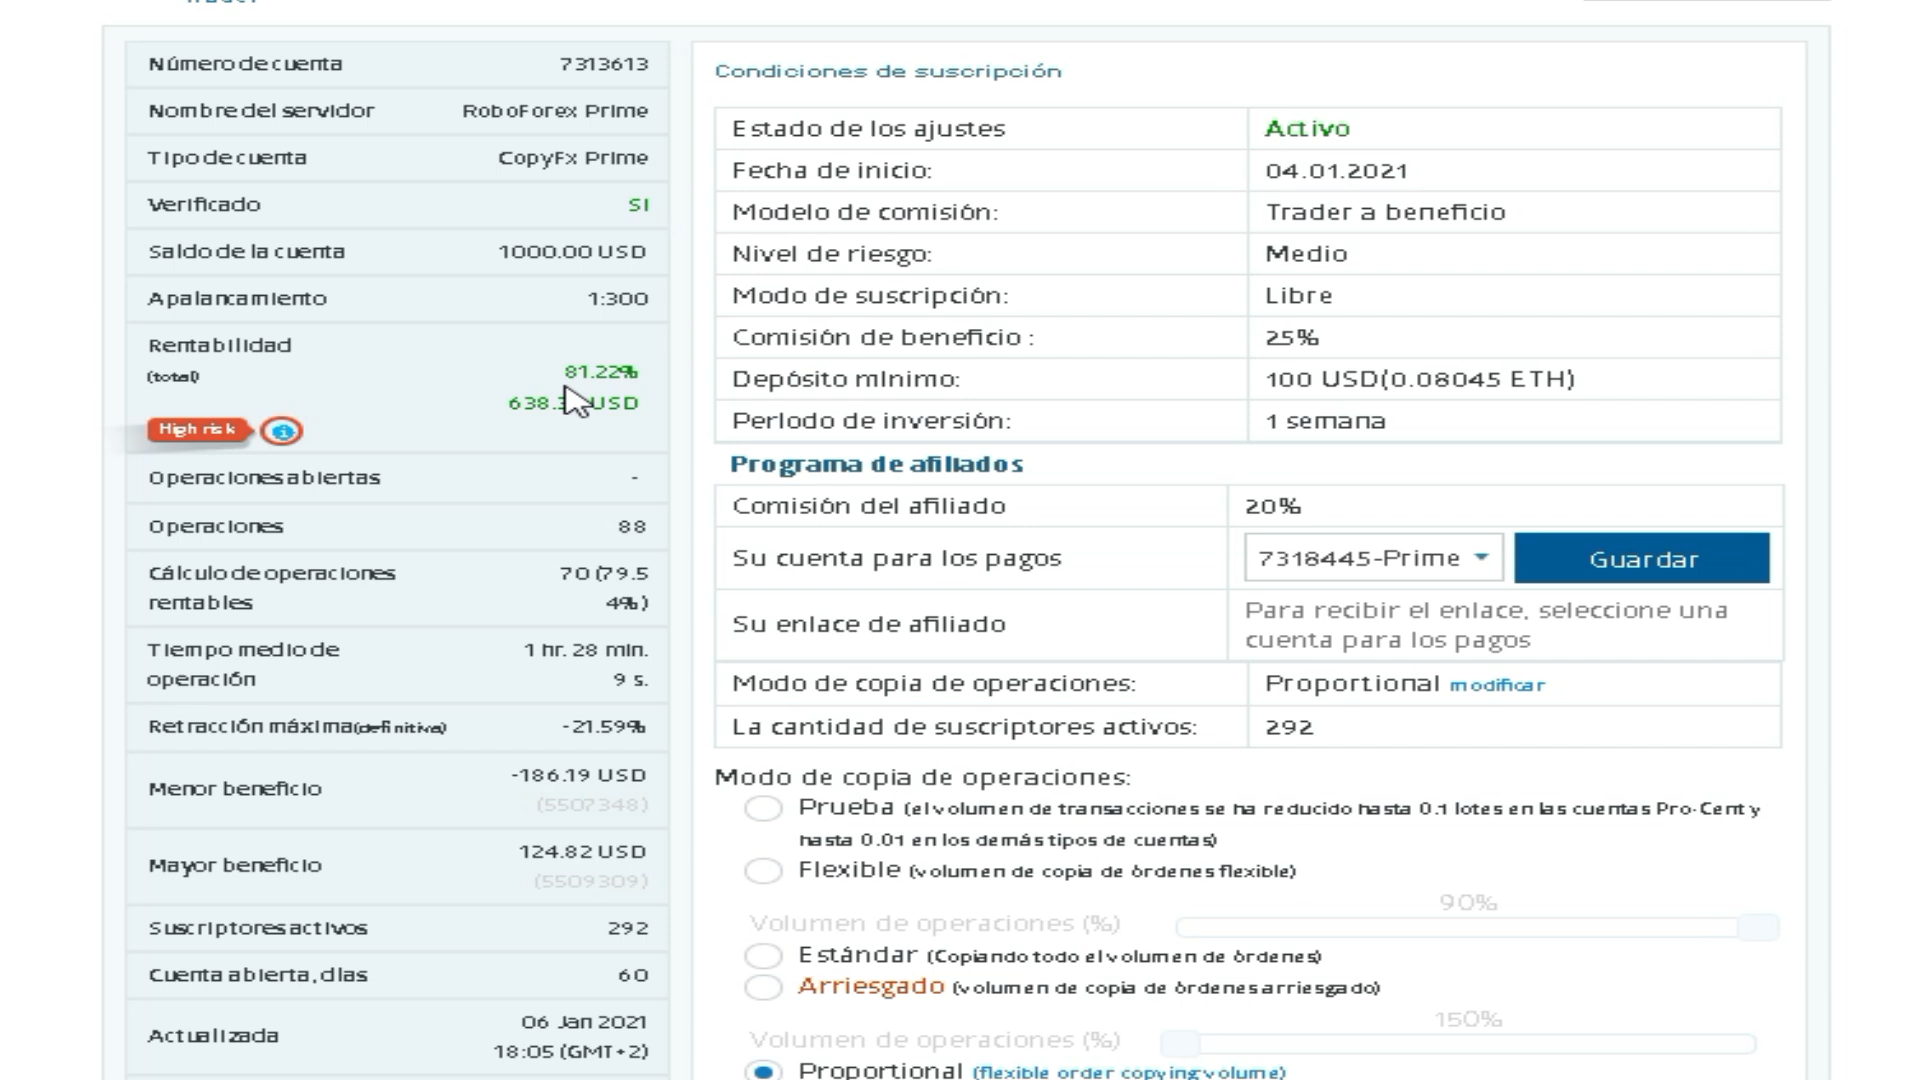 Número de cuenta 7313613
Nombre del servidor RoboForex Prime
Tipo de cuenta CopyFx Prime
Verificado SI
Saldo de la cuenta 1000.00 USD
Apalancamiento 1:300
Rentabilidad
(total) 81.22%
638. USD
High risk
Operaciones abiertas -
Operaciones 88
Cálculo de operaciones 70 (79.5
rentables 4%)
Tiempo medio de 1 hr. 28 min.
operación 9 s.
Retracción máxima(definitiva) -21.59%
Menor beneficio -186.19 USD
(5507348)
Mayor beneficio 124.82 USD
(5509309)
Suscriptores activos 292
Cuenta abierta, días 60
Actualizada 06 Jan 2021
18:05 (GMT+2)
Condiciones de suscripción
Estado de los ajustes Activo
Fecha de inicio: 04.01.2021
Modelo de comisión: Trader a beneficio
Nivel de riesgo: Medio
Modo de suscripción: Libre
Comisión de beneficio : 25%
Depósito mínimo: 100 USD(0.08045 ETH)
Período de inversión: 1 semana
Programa de afiliados
Comisión del afiliado 20%
Su cuenta para los pagos 7318445-Prime Guardar
Su enlace de afiliado Para recibir el enlace, seleccione una
cuenta para los pagos
Modo de copia de operaciones: Proportional modificar
La cantidad de suscriptores activos: 292
Modo de copia de operaciones:
Prueba (el volumen de transacciones se ha reducido hasta 0.1 lotes en las cuentas Pro-Cent y
hasta 0.01 en los demás tipos de cuentas)
Flexible (volumen de copia de órdenes flexible)
90%
Volumen de operaciones (%)
Estándar (Copiando todo el volumen de órdenes)
Arriesgado (volumen de copia de órdenes arriesgado)
150%
Volumen de operaciones (%)
Proportional (flexible order copying volume)